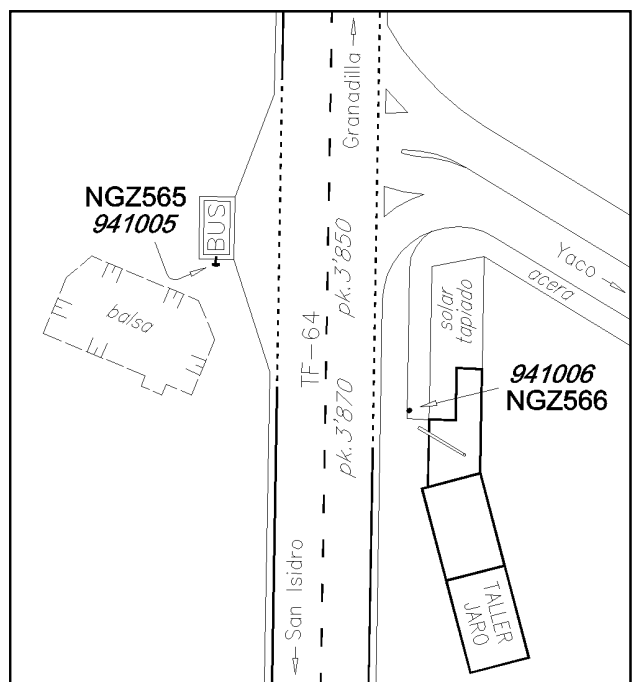 Granadilla →
NGZ565
941005
BUS
balsa
TF-64
pk.3'850
pk.3'870
Yaco →
acera
solar
tapiado
941006
NGZ566
← San Isidro
TALLER
JARO